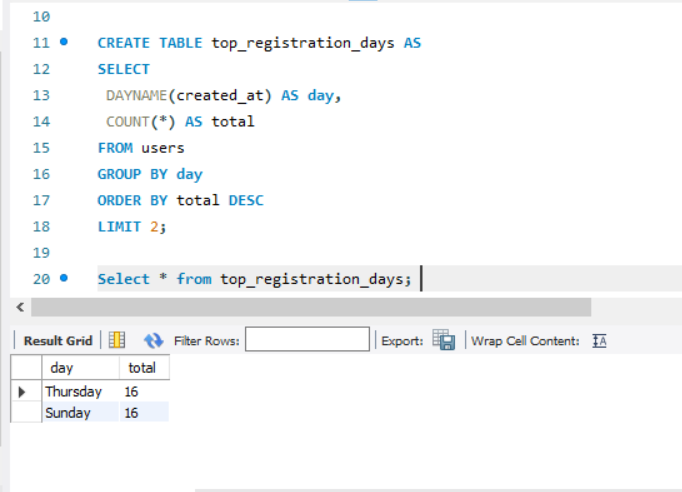 10
11 CREATE TABLE top_registration_days AS
12 SELECT
13 DAYNAME(created_at) AS day,
14 COUNT(*) AS total
15 FROM users
16 GROUP BY day
17 ORDER BY total DESC
18 LIMIT 2;
19
20 Select * from top_registration_days;
Result Grid Filter Rows: Export: Wrap Cell Content: IA
day total
Thursday 16
Sunday 16